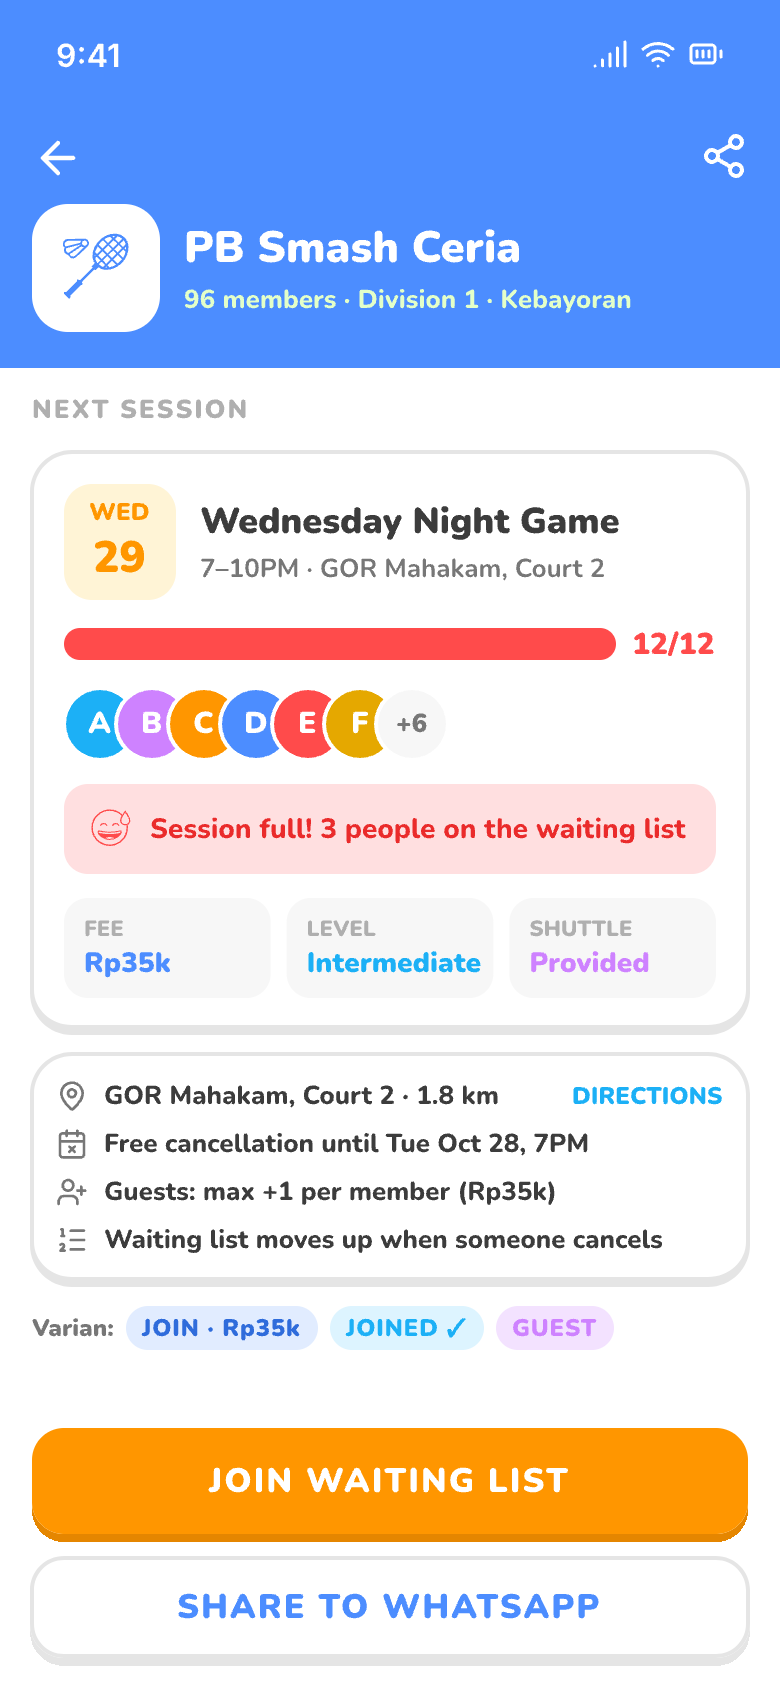 9:41
PB Smash Ceria
96 members · Division 1 · Kebayoran
NEXT SESSION
WED
29
Wednesday Night Game
7–10PM · GOR Mahakam, Court 2
12/12
A B C D E F +6
Session full! 3 people on the waiting list
FEE
Rp35k
LEVEL
Intermediate
SHUTTLE
Provided
GOR Mahakam, Court 2 · 1.8 km DIRECTIONS
Free cancellation until Tue Oct 28, 7PM
Guests: max +1 per member (Rp35k)
Waiting list moves up when someone cancels
Varian: JOIN · Rp35k JOINED ✓ GUEST
JOIN WAITING LIST
SHARE TO WHATSAPP